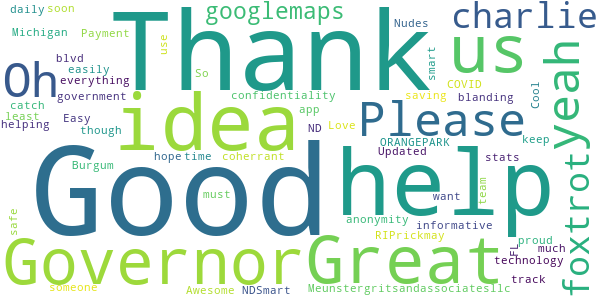 daily
soon
googlemaps
Nudes
charlie
Michigan
Payment
use
Thank
us
yeah
Oh
blvd
easily
everything
So
smart
COVID
Cool
catch
government
confidentiality
saving
blanding
least
idea
app
Please
helping
Easy
though
ND
Love
ORANGEPARK
keep
Good
help
Burgum
hope
time
coherrant
Updated
stats
foxtrot
must
want
team
safe
anonymity
informative
Governor
Great
RIPrickmay
FL
proud
much
technology
someone
Awesome
NDSmart
Meunstergritsandassociatesllc
track